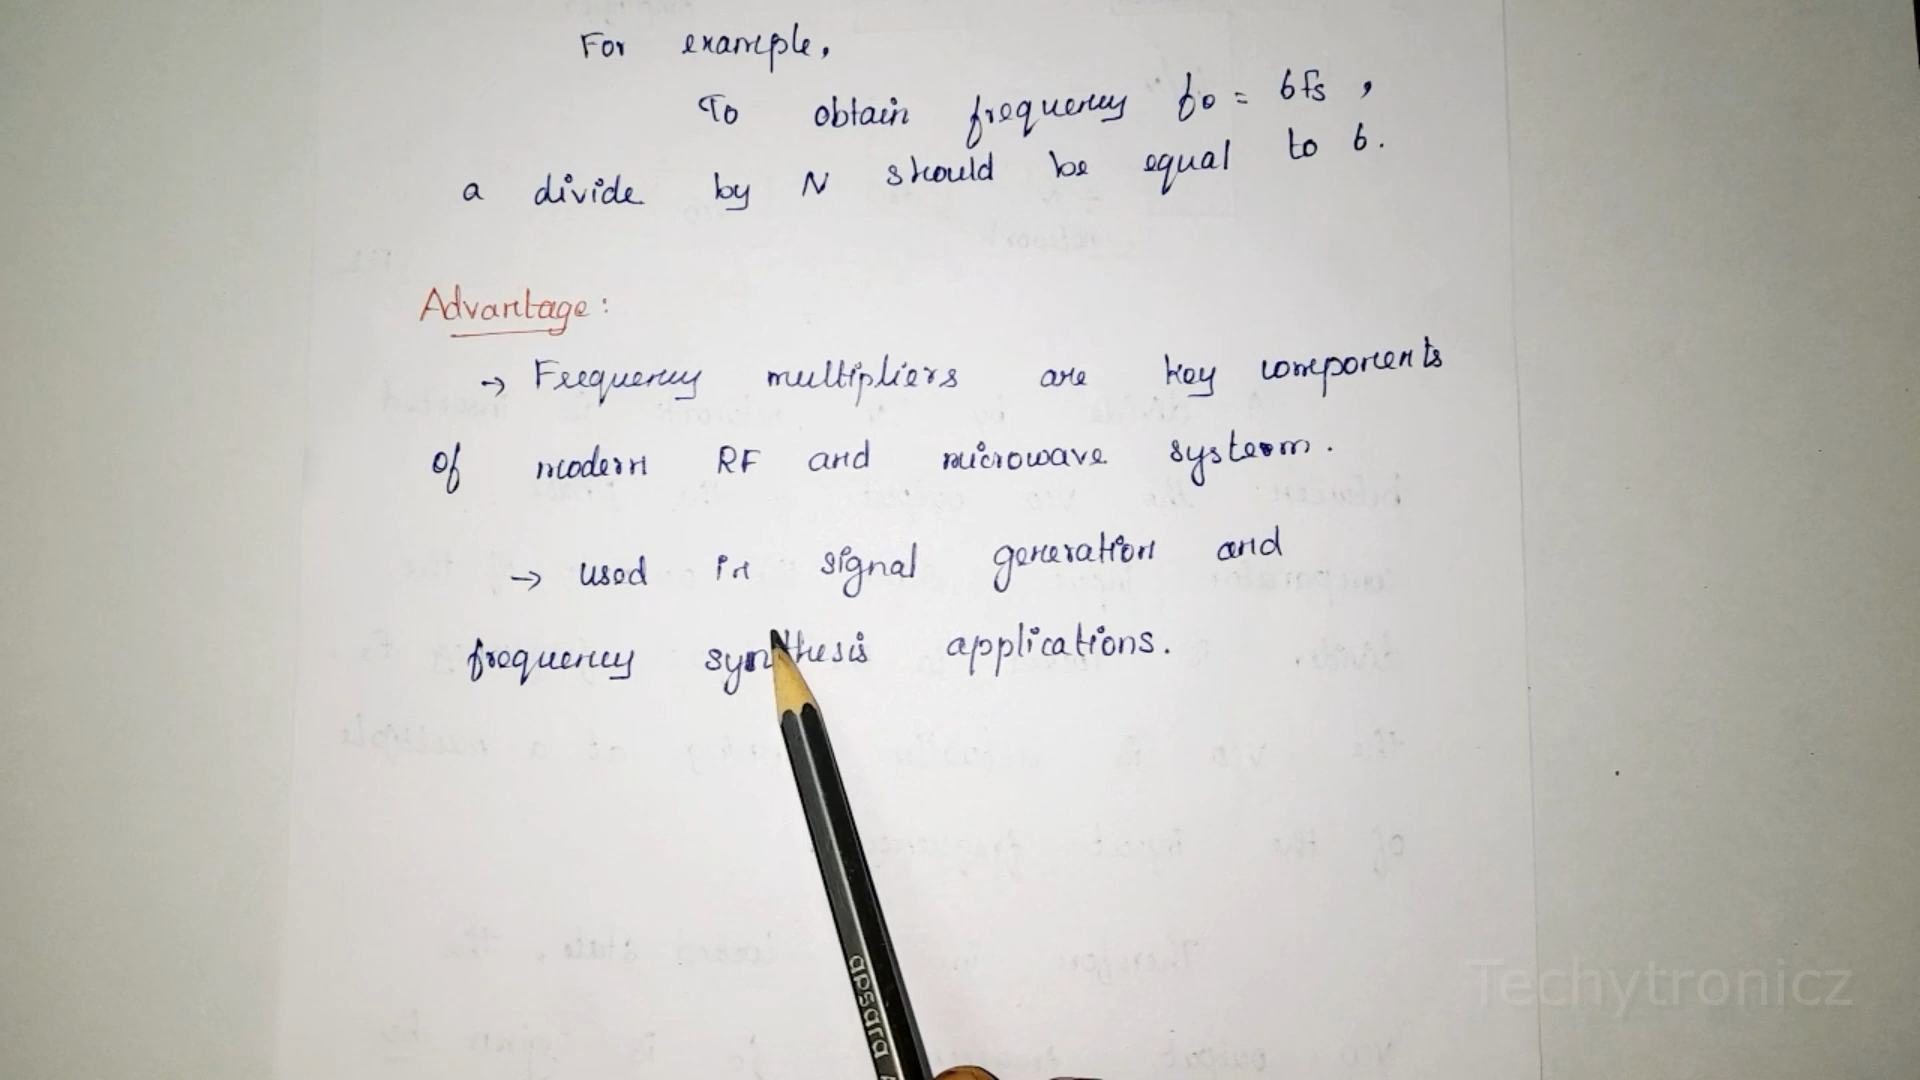 For example,
To obtain frequency fo = 6fs ,
a divide by N should be equal to 6.
Advantage:
→ Frequency multipliers are key components
of modern RF and microwave systeom.
→ used in signal generation and
frequency synthesis applications.
apsara
Techytronicz